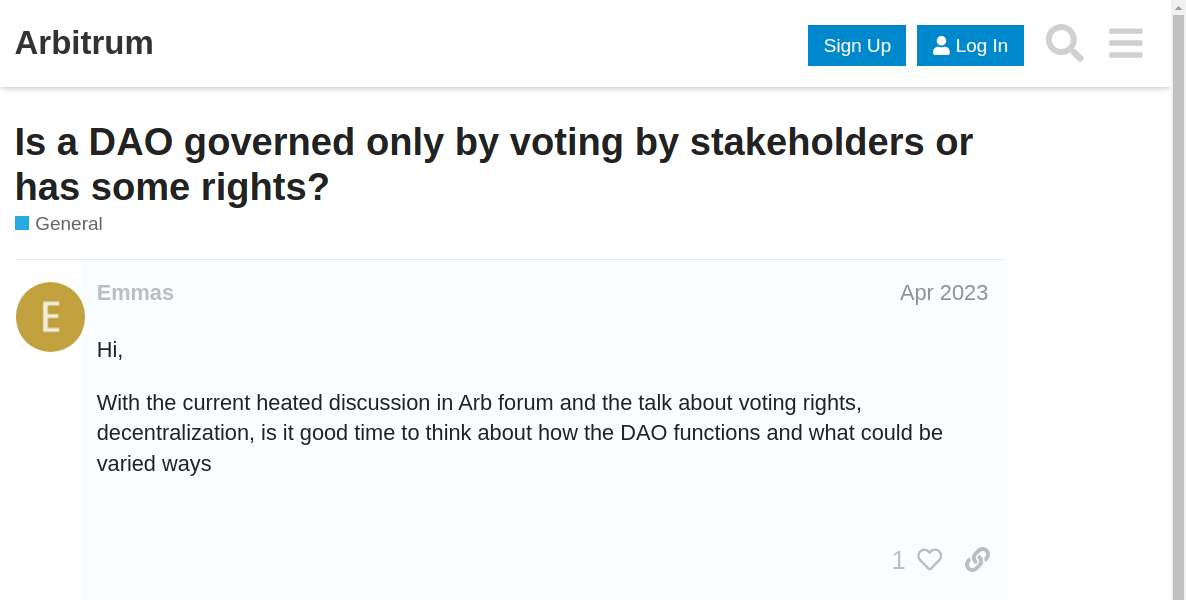 Arbitrum
Sign Up
Log In
Is a DAO governed only by voting by stakeholders or
has some rights?
General
E
Emmas
Apr 2023
Hi,
With the current heated discussion in Arb forum and the talk about voting rights,
decentralization, is it good time to think about how the DAO functions and what could be
varied ways
1